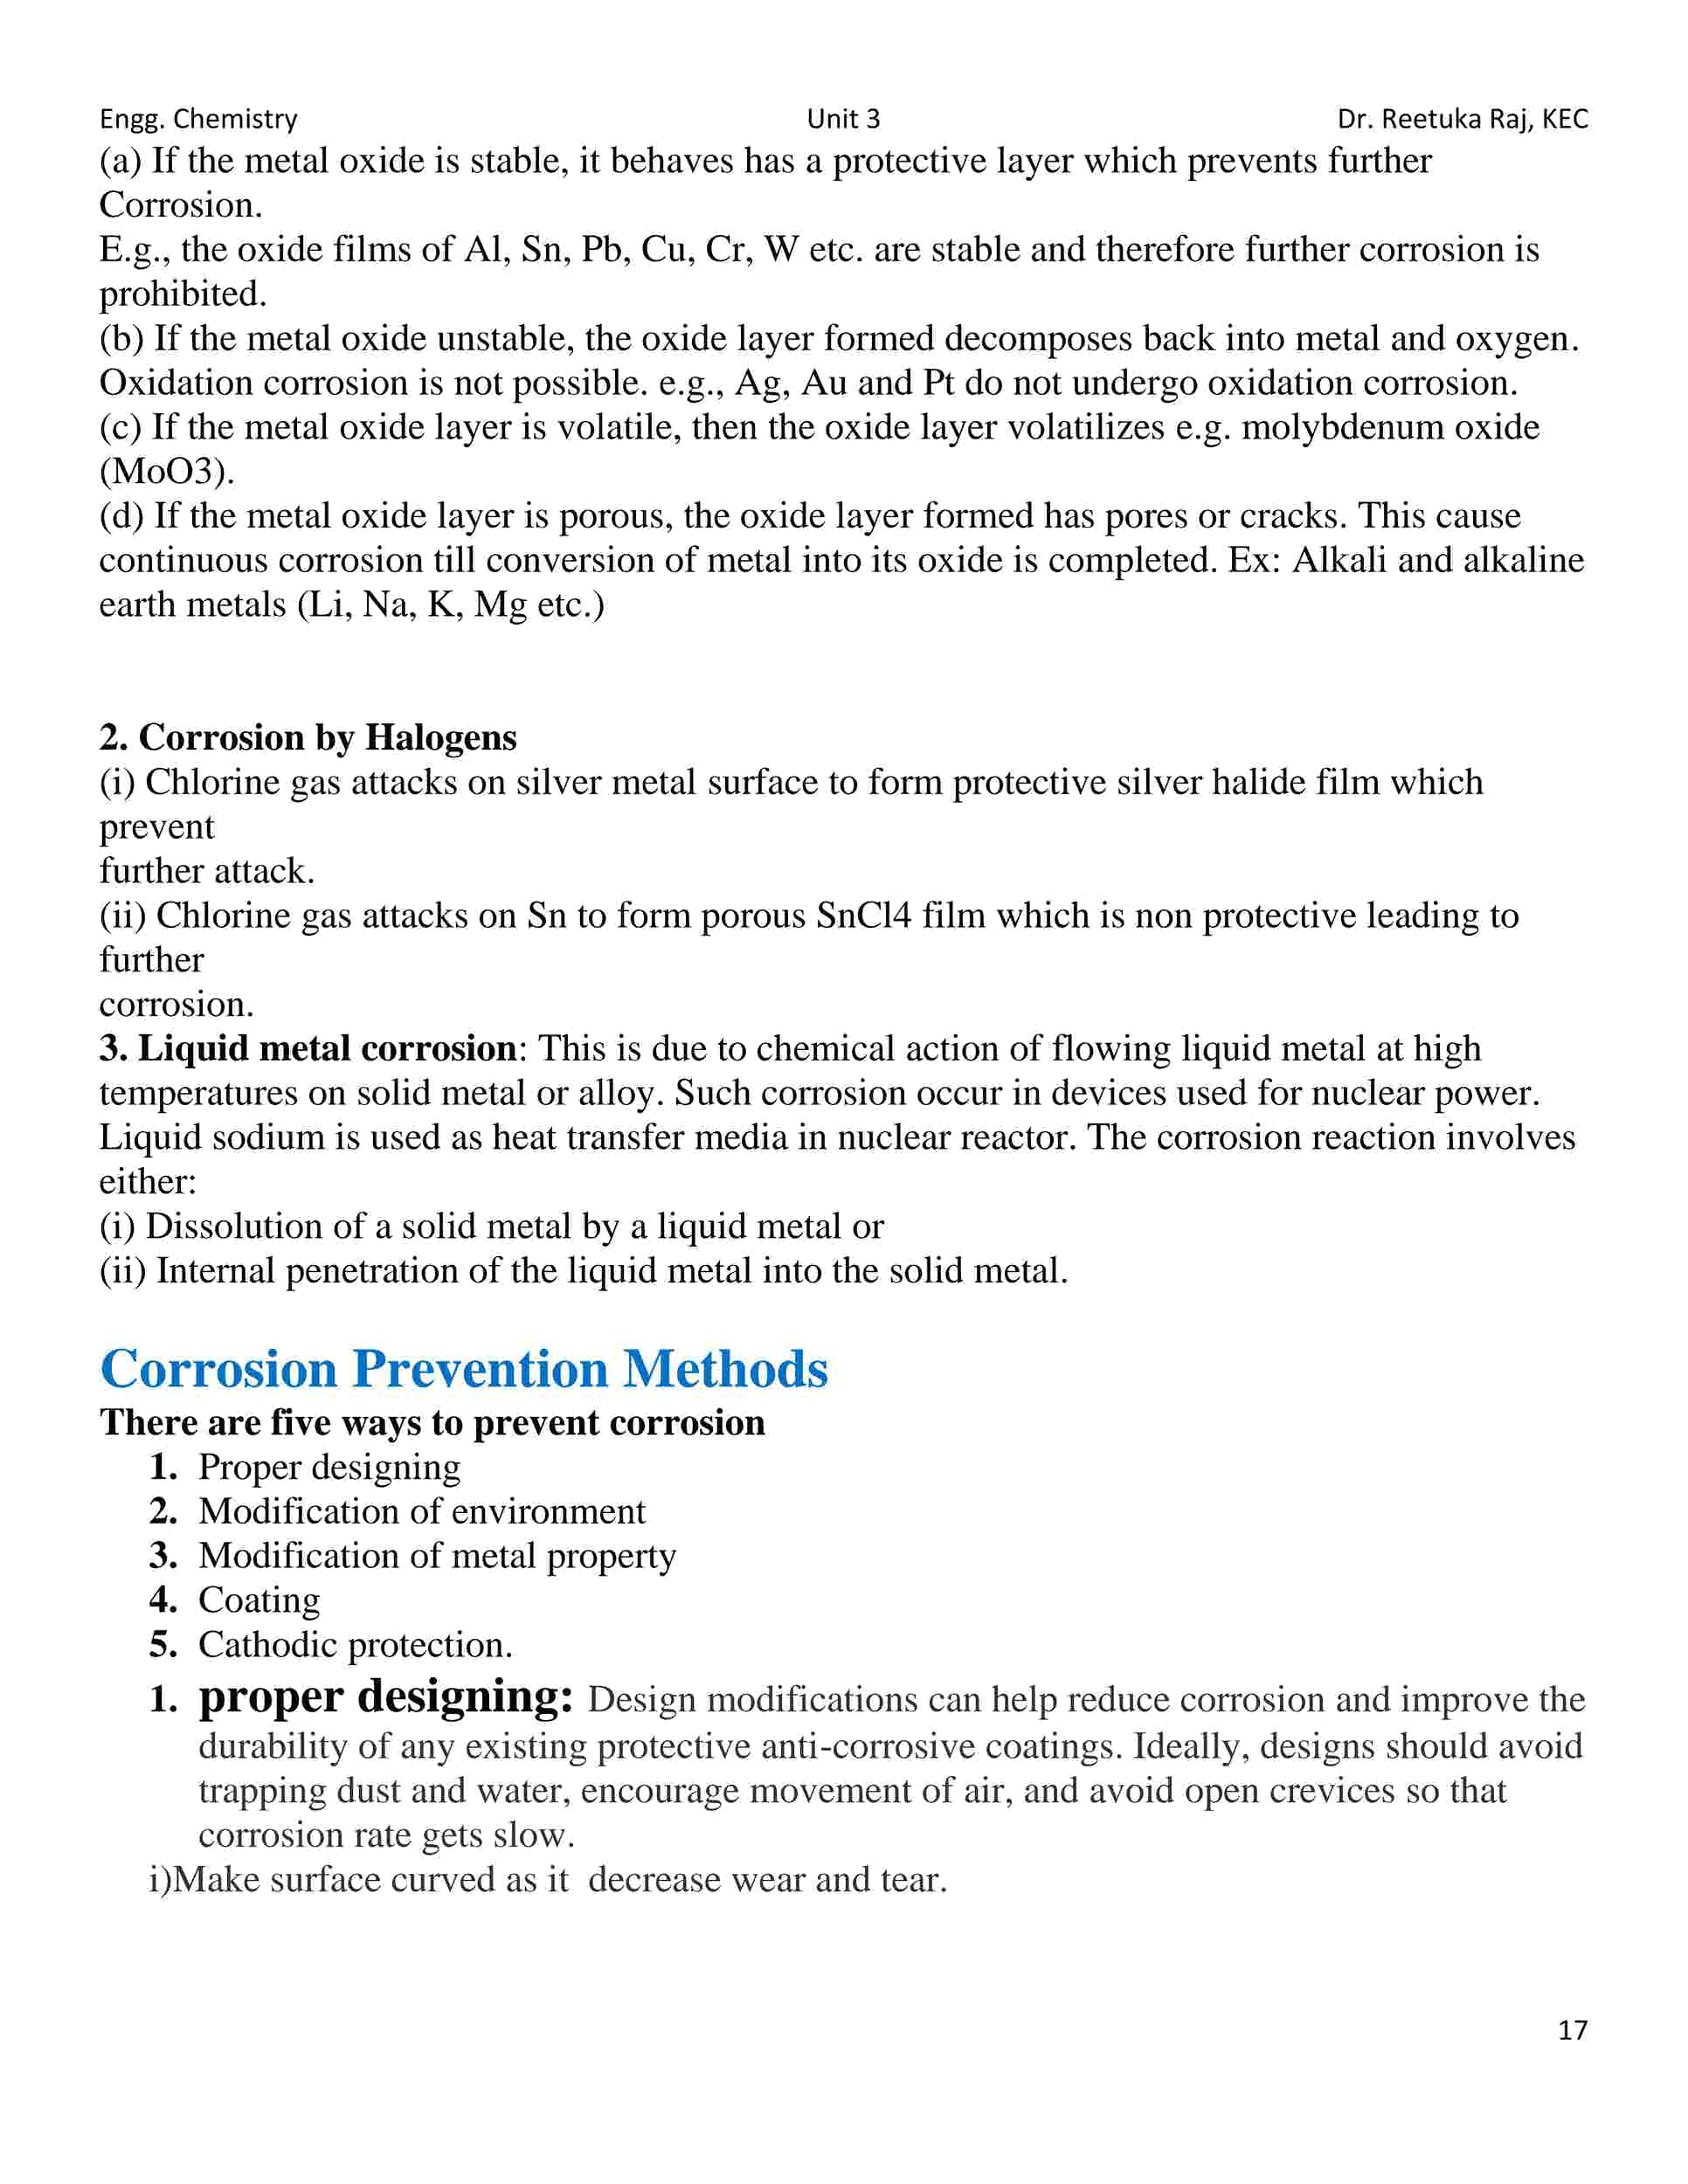 Engg. Chemistry Unit 3 Dr. Reetuka Raj, KEC
(a) If the metal oxide is stable, it behaves has a protective layer which prevents further
Corrosion.
E.g., the oxide films of Al, Sn, Pb, Cu, Cr, W etc. are stable and therefore further corrosion is
prohibited.
(b) If the metal oxide unstable, the oxide layer formed decomposes back into metal and oxygen.
Oxidation corrosion is not possible. e.g., Ag, Au and Pt do not undergo oxidation corrosion.
(c) If the metal oxide layer is volatile, then the oxide layer volatilizes e.g. molybdenum oxide
(MoO3).
(d) If the metal oxide layer is porous, the oxide layer formed has pores or cracks. This cause
continuous corrosion till conversion of metal into its oxide is completed. Ex: Alkali and alkaline
earth metals (Li, Na, K, Mg etc.)
2. Corrosion by Halogens
(i) Chlorine gas attacks on silver metal surface to form protective silver halide film which
prevent
further attack.
(ii) Chlorine gas attacks on Sn to form porous SnCl4 film which is non protective leading to
further
corrosion.
3. Liquid metal corrosion: This is due to chemical action of flowing liquid metal at high
temperatures on solid metal or alloy. Such corrosion occur in devices used for nuclear power.
Liquid sodium is used as heat transfer media in nuclear reactor. The corrosion reaction involves
either:
(i) Dissolution of a solid metal by a liquid metal or
(ii) Internal penetration of the liquid metal into the solid metal.
Corrosion Prevention Methods
There are five ways to prevent corrosion
1. Proper designing
2. Modification of environment
3. Modification of metal property
4. Coating
5. Cathodic protection.
1. proper designing: Design modifications can help reduce corrosion and improve the
durability of any existing protective anti-corrosive coatings. Ideally, designs should avoid
trapping dust and water, encourage movement of air, and avoid open crevices so that
corrosion rate gets slow.
i)Make surface curved as it  decrease wear and tear.
17